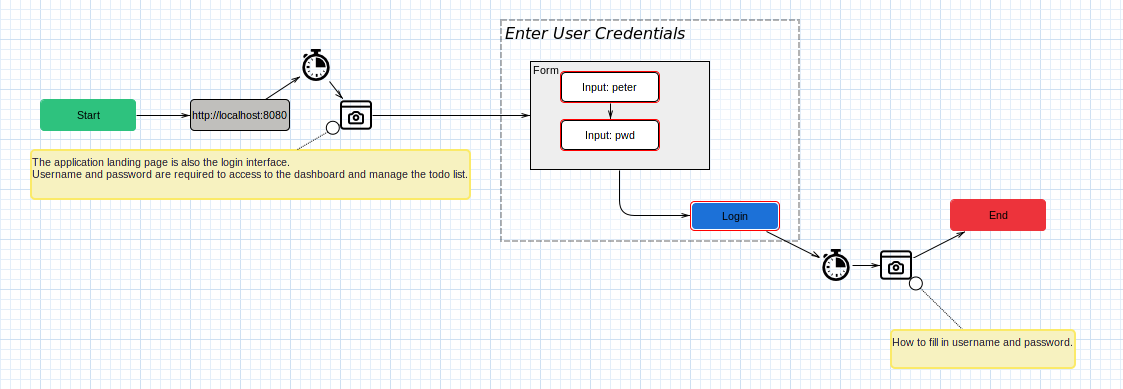 Enter User Credentials
Form
Input: peter
Start
http://localhost:8080
Input: pwd
The application landing page is also the login interface.
Username and password are required to access to the dashboard and manage the todo list.
Login
End
How to fill in username and password.